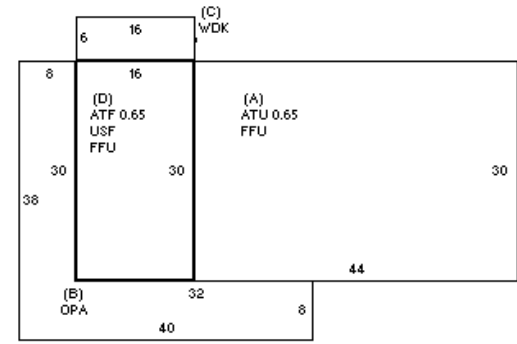 (C)
6 16 WDK
8 16
(D) (A)
ATF 0.65 ATU 0.65
USF FFU
FFU
30 30 30
38
44
(B) 32
OPA 8
40